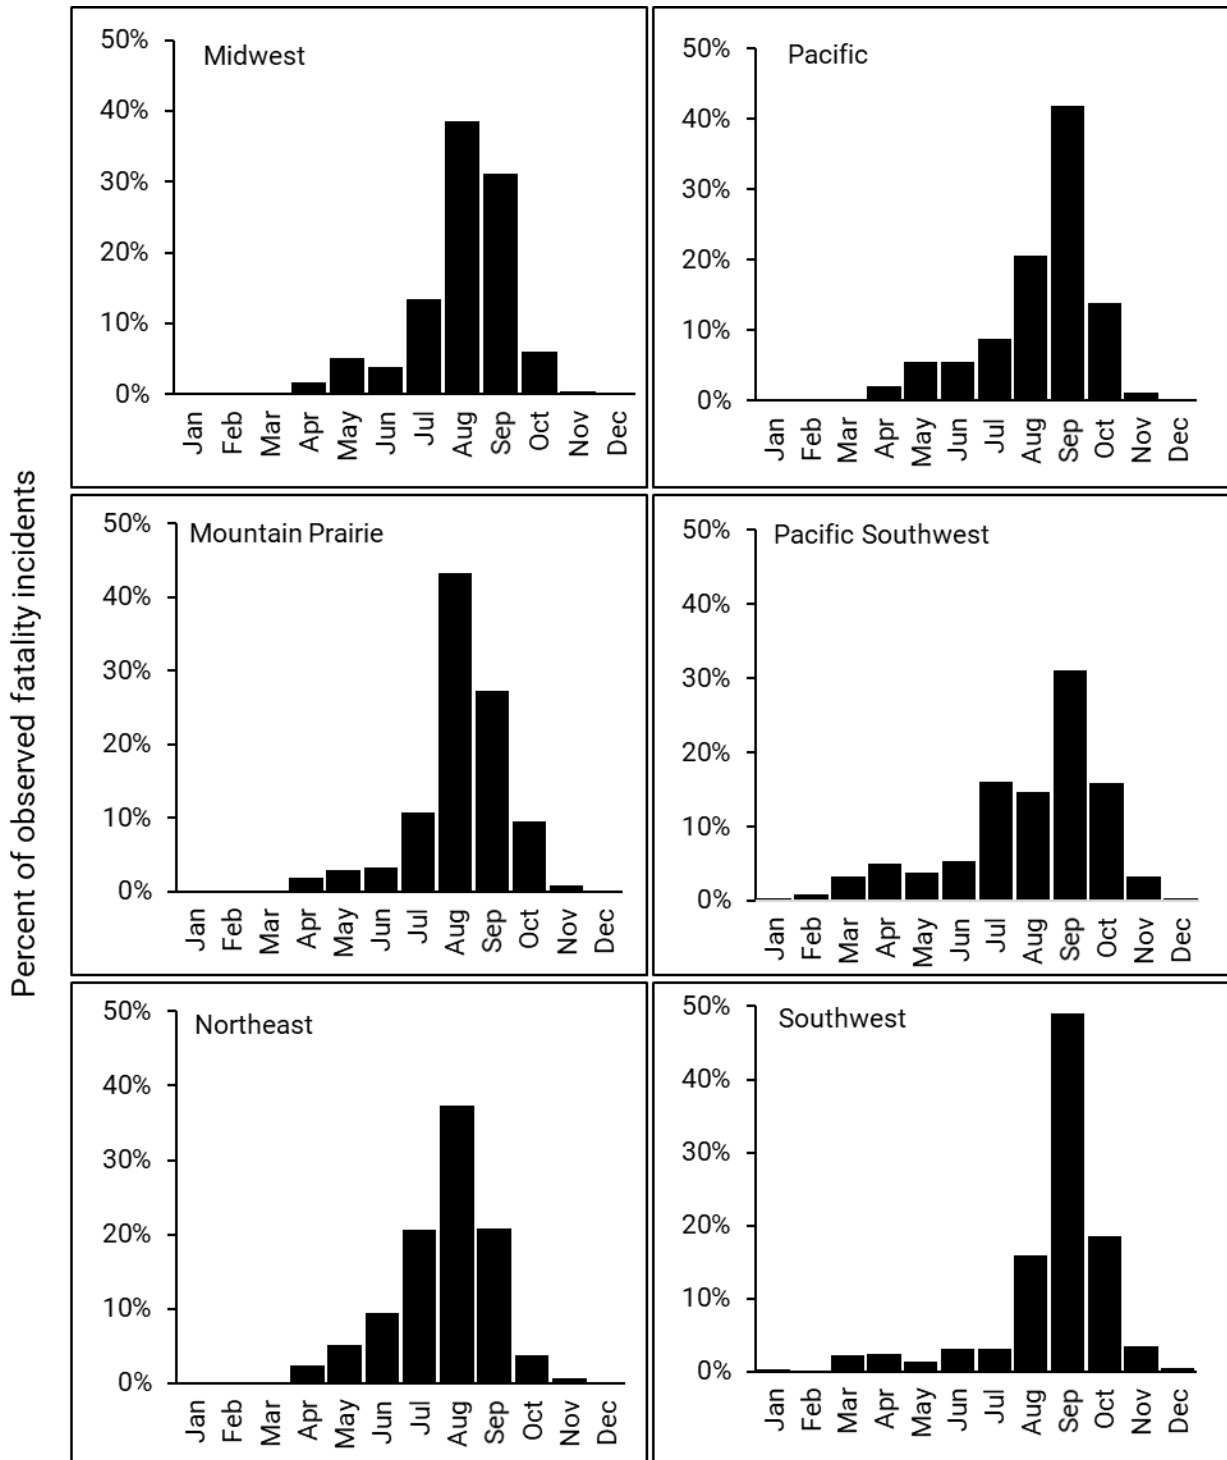 Percent of observed fatality incidents
Midwest
50%
40%
30%
20%
10%
0%
Jan Feb Mar Apr May Jun Jul Aug Sep Oct Nov Dec
Pacific
50%
40%
30%
20%
10%
0%
Jan Feb Mar Apr May Jun Jul Aug Sep Oct Nov Dec
Mountain Prairie
50%
40%
30%
20%
10%
0%
Jan Feb Mar Apr May Jun Jul Aug Sep Oct Nov Dec
Pacific Southwest
50%
40%
30%
20%
10%
0%
Jan Feb Mar Apr May Jun Jul Aug Sep Oct Nov Dec
Northeast
50%
40%
30%
20%
10%
0%
Jan Feb Mar Apr May Jun Jul Aug Sep Oct Nov Dec
Southwest
50%
40%
30%
20%
10%
0%
Jan Feb Mar Apr May Jun Jul Aug Sep Oct Nov Dec